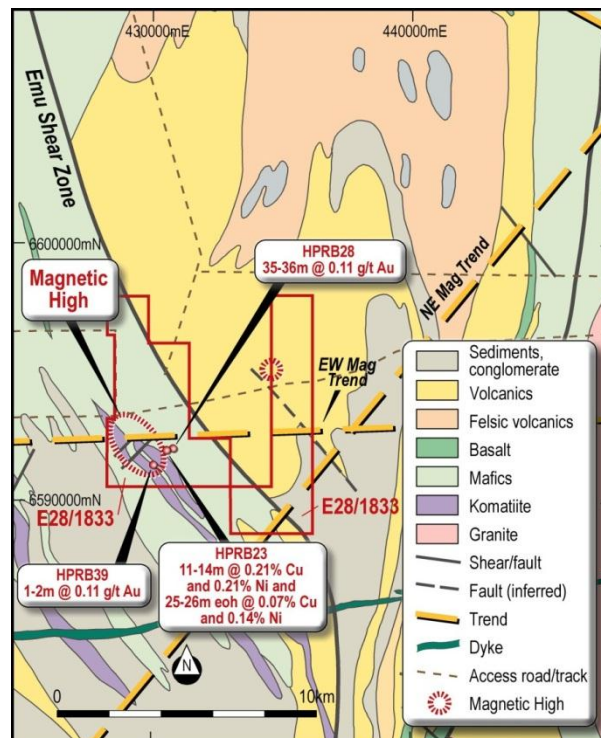 430000mE
440000mE
Emu Shear Zone
6600000mN
HPRB28
35-36m @ 0.11 g/t Au
Magnetic
High
NE Mag Trend
EW Mag
Trend
6590000mN
E28/1833
E28/1833
HPRB39
1-2m @ 0.11 g/t Au
HPRB23
11-14m @ 0.21% Cu
and 0.21% Ni and
25-26m eoh @ 0.07% Cu
and 0.14% Ni
N
0
10km
Sediments,
conglomerate
Volcanics
Felsic volcanics
Basalt
Mafics
Komatiite
Granite
Shear/fault
Fault (inferred)
Trend
Dyke
Access road/track
Magnetic High